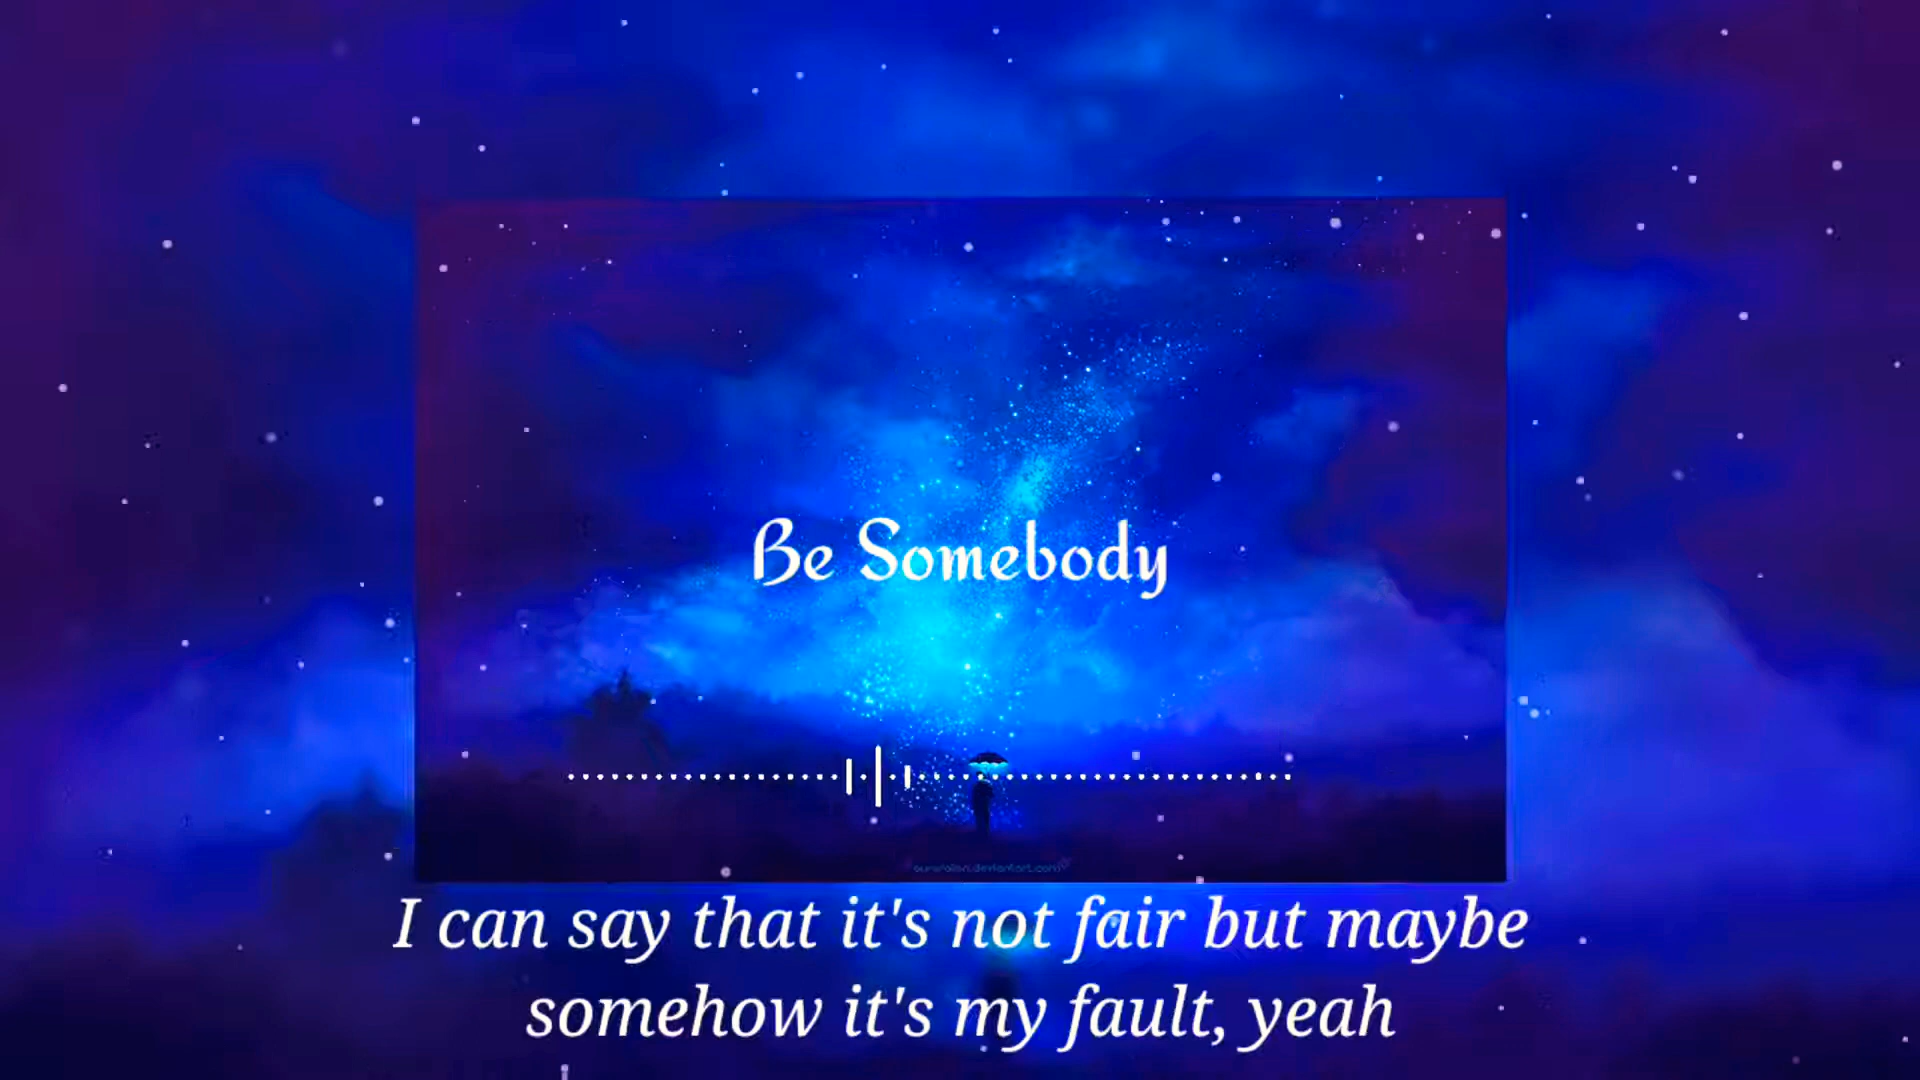 Be Somebody
I can say that it's not fair but maybe
somehow it's my fault, yeah